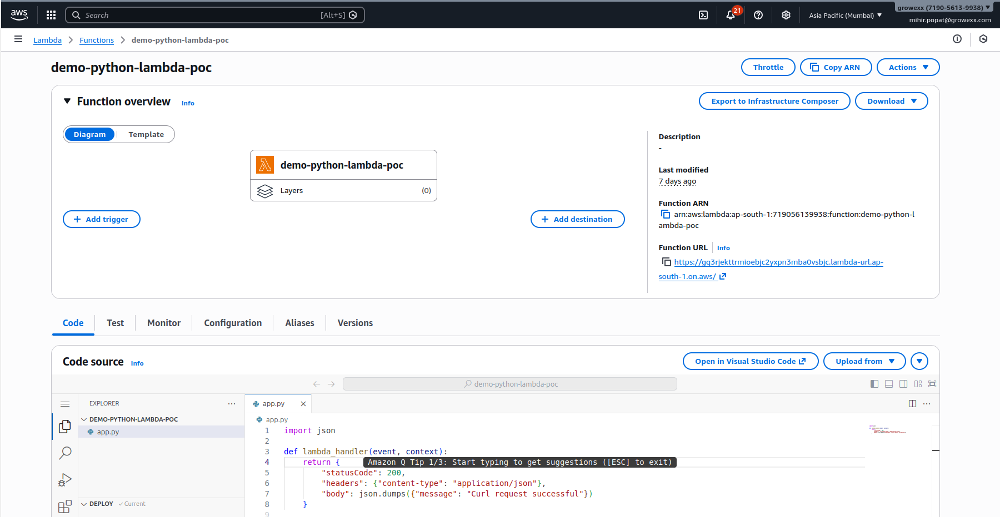 aws
Search [Alt+S]
21
Asia Pacific (Mumbai)
growexx (7190-5613-9938)
mihir.popat@growexx.com
Lambda Functions demo-python-lambda-poc
demo-python-lambda-poc
Throttle Copy ARN Actions
Function overview Info
Export to Infrastructure Composer Download
Diagram Template
demo-python-lambda-poc
Layers (0)
Add trigger
Add destination
Description
-
Last modified
7 days ago
Function ARN
arn:aws:lambda:ap-south-1:719056139938:function:demo-python-l
ambda-poc
Function URL Info
https://gq3rjekttrmioebjc2yxpn3mba0vsbjc.lambda-url.ap-
south-1.on.aws/
Code Test Monitor Configuration Aliases Versions
Code source Info
Open in Visual Studio Code Upload from
demo-python-lambda-poc
EXPLORER ...
DEMO-PYTHON-LAMBDA-POC
app.py
DEPLOY Current
app.py
app.py
1 import json
2
3 def lambda_handler(event, context):
4 return { Amazon Q Tip 1/3: Start typing to get suggestions ([ESC] to exit)
5 "statusCode": 200,
6 "headers": {"content-type": "application/json"},
7 "body": json.dumps({"message": "Curl request successful"})
8 }
9